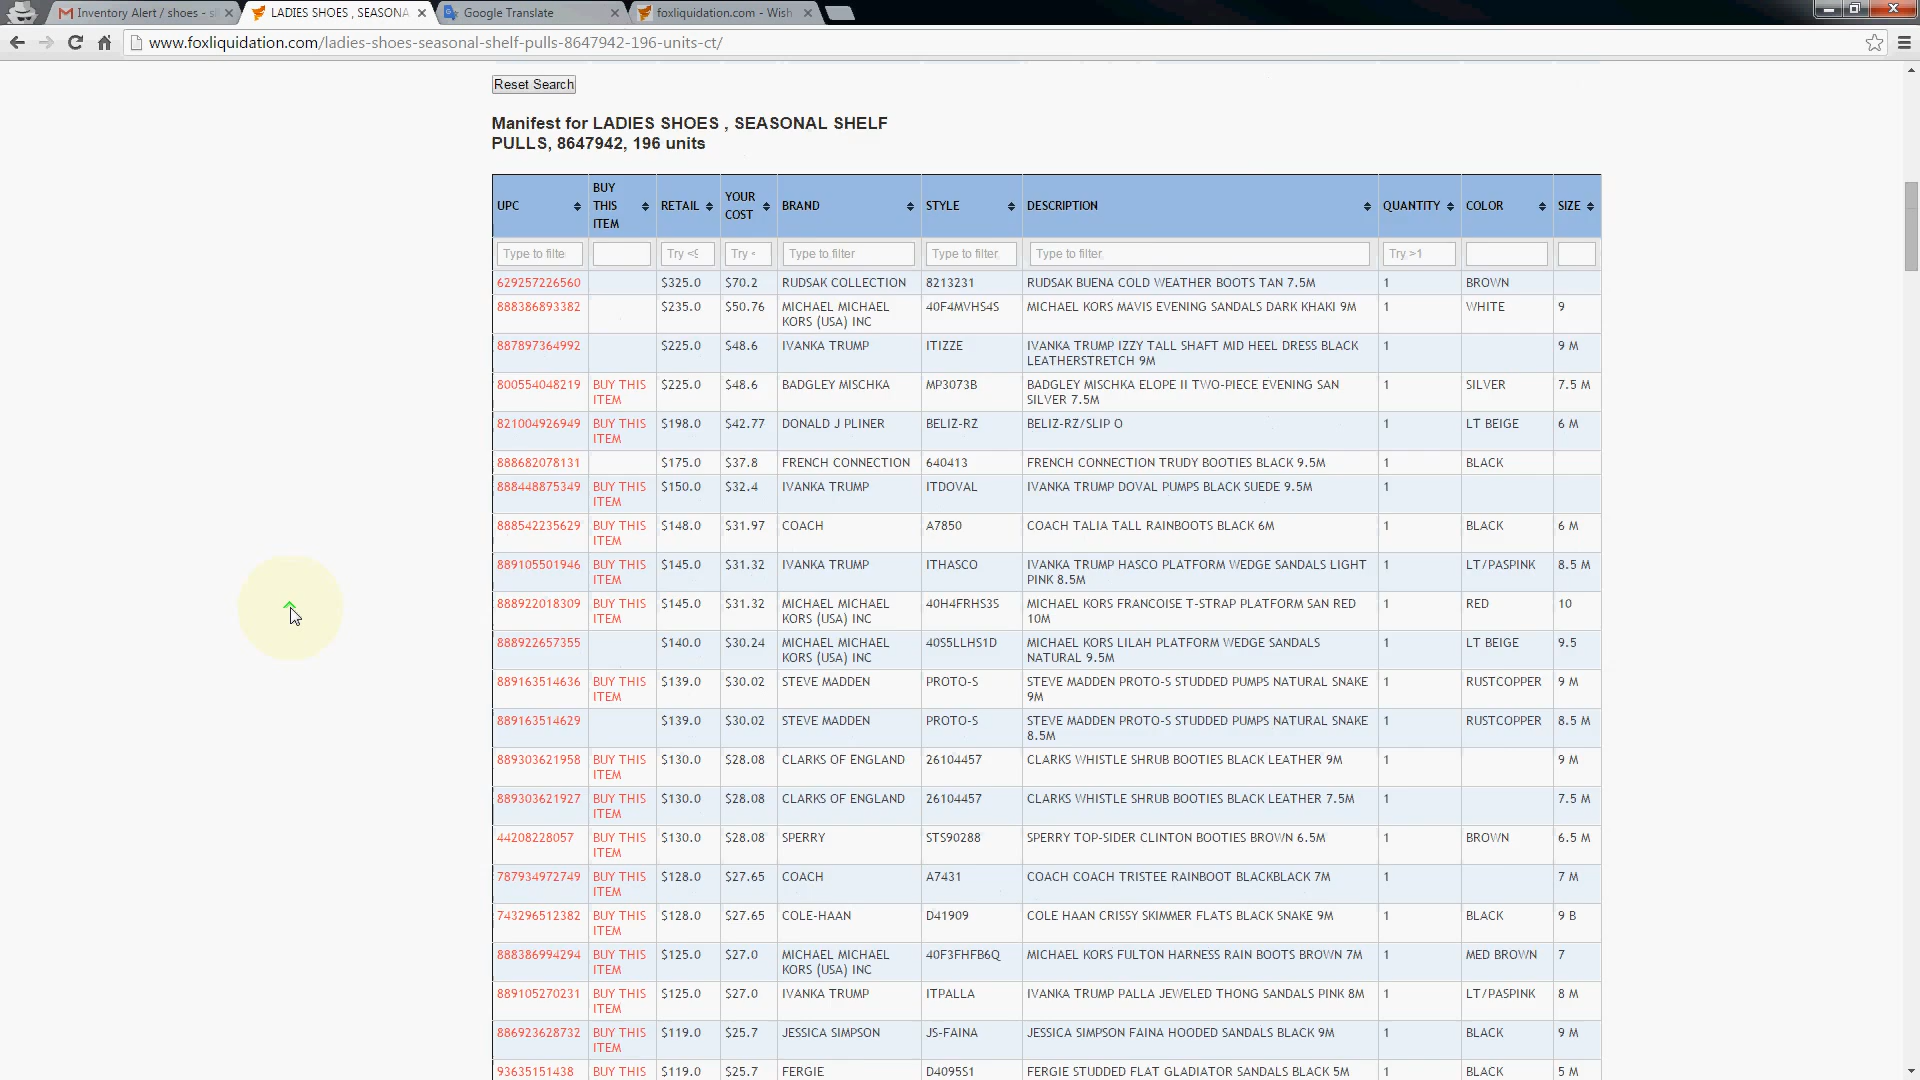 Inventory Alert / shoes - s
LADIES SHOES , SEASONA
Google Translate
foxliquidation.com - Wish
www.foxliquidation.com/ladies-shoes-seasonal-shelf-pulls-8647942-196-units-ct/
Reset Search
Manifest for LADIES SHOES , SEASONAL SHELF
PULLS, 8647942, 196 units
UPC BUY THIS ITEM RETAIL YOUR COST BRAND STYLE DESCRIPTION QUANTITY COLOR SIZE
Type to filte Try <9 Try < Type to filter Type to filter Type to filter Try >1
629257226560 $325.0 $70.2 RUDSAK COLLECTION 8213231 RUDSAK BUENA COLD WEATHER BOOTS TAN 7.5M 1 BROWN
888386893382 $235.0 $50.76 MICHAEL MICHAEL 40F4MVHS4S MICHAEL KORS MAVIS EVENING SANDALS DARK KHAKI 9M 1 WHITE 9
KORS (USA) INC
887897364992 $225.0 $48.6 IVANKA TRUMP ITIZZE IVANKA TRUMP IZZY TALL SHAFT MID HEEL DRESS BLACK 1 9 M
LEATHERSTRETCH 9M
800554048219 BUY THIS $225.0 $48.6 BADGLEY MISCHKA MP3073B BADGLEY MISCHKA ELOPE II TWO-PIECE EVENING SAN 1 SILVER 7.5 M
ITEM SILVER 7.5M
821004926949 BUY THIS $198.0 $42.77 DONALD J PLINER BELIZ-RZ BELIZ-RZ/SLIP O 1 LT BEIGE 6 M
ITEM
888682078131 $175.0 $37.8 FRENCH CONNECTION 640413 FRENCH CONNECTION TRUDY BOOTIES BLACK 9.5M 1 BLACK
888448875349 BUY THIS $150.0 $32.4 IVANKA TRUMP ITDOVAL IVANKA TRUMP DOVAL PUMPS BLACK SUEDE 9.5M 1
ITEM
888542235629 BUY THIS $148.0 $31.97 COACH A7850 COACH TALIA TALL RAINBOOTS BLACK 6M 1 BLACK 6 M
ITEM
889105501946 BUY THIS $145.0 $31.32 IVANKA TRUMP ITHASCO IVANKA TRUMP HASCO PLATFORM WEDGE SANDALS LIGHT 1 LT/PASPINK 8.5 M
ITEM PINK 8.5M
888922018309 BUY THIS $145.0 $31.32 MICHAEL MICHAEL 40H4FRHS3S MICHAEL KORS FRANCOISE T-STRAP PLATFORM SAN RED 1 RED 10
ITEM KORS (USA) INC 10M
888922657355 $140.0 $30.24 MICHAEL MICHAEL 40S5LLHS1D MICHAEL KORS LILAH PLATFORM WEDGE SANDALS 1 LT BEIGE 9.5
KORS (USA) INC NATURAL 9.5M
889163514636 BUY THIS $139.0 $30.02 STEVE MADDEN PROTO-S STEVE MADDEN PROTO-S STUDDED PUMPS NATURAL SNAKE 1 RUSTCOPPER 9 M
ITEM 9M
889163514629 $139.0 $30.02 STEVE MADDEN PROTO-S STEVE MADDEN PROTO-S STUDDED PUMPS NATURAL SNAKE 1 RUSTCOPPER 8.5 M
8.5M
889303621958 BUY THIS $130.0 $28.08 CLARKS OF ENGLAND 26104457 CLARKS WHISTLE SHRUB BOOTIES BLACK LEATHER 9M 1 9 M
ITEM
889303621927 BUY THIS $130.0 $28.08 CLARKS OF ENGLAND 26104457 CLARKS WHISTLE SHRUB BOOTIES BLACK LEATHER 7.5M 1 7.5 M
ITEM
44208228057 BUY THIS $130.0 $28.08 SPERRY STS90288 SPERRY TOP-SIDER CLINTON BOOTIES BROWN 6.5M 1 BROWN 6.5 M
ITEM
787934972749 BUY THIS $128.0 $27.65 COACH A7431 COACH COACH TRISTEE RAINBOOT BLACKBLACK 7M 1 7 M
ITEM
743296512382 BUY THIS $128.0 $27.65 COLE-HAAN D41909 COLE HAAN CRISSY SKIMMER FLATS BLACK SNAKE 9M 1 BLACK 9 B
ITEM
888386994294 BUY THIS $125.0 $27.0 MICHAEL MICHAEL 40F3FHFB6Q MICHAEL KORS FULTON HARNESS RAIN BOOTS BROWN 7M 1 MED BROWN 7
ITEM KORS (USA) INC
889105270231 BUY THIS $125.0 $27.0 IVANKA TRUMP ITPALLA IVANKA TRUMP PALLA JEWELED THONG SANDALS PINK 8M 1 LT/PASPINK 8 M
ITEM
886923628732 BUY THIS $119.0 $25.7 JESSICA SIMPSON JS-FAINA JESSICA SIMPSON FAINA HOODED SANDALS BLACK 9M 1 BLACK 9 M
ITEM
93635151438 BUY THIS $119.0 $25.7 FERGIE D4095S1 FERGIE STUDDED FLAT GLADIATOR SANDALS BLACK 5M 1 BLACK 5 M